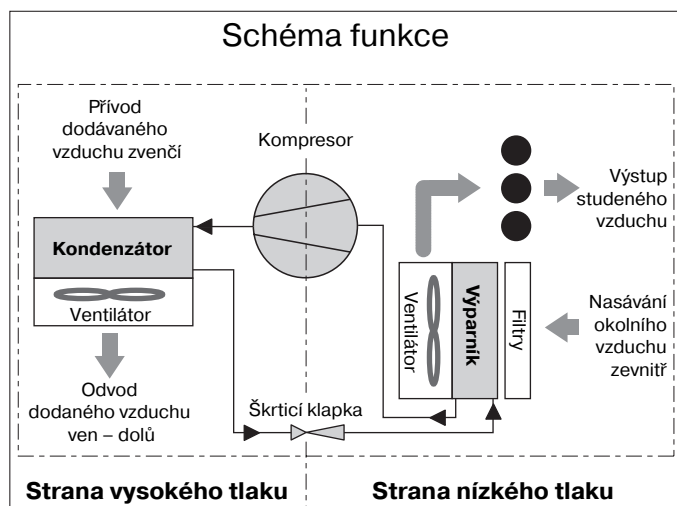 Schéma funkce
Přívod
dodávaného
vzduchu zvenčí
Kompresor
Výstup
studeného
vzduchu
Kondenzátor
Ventilátor
Ventilátor
Výparník
Filtry
Nasávání
okolního
vzduchu
zevnitř
Odvod
dodaného vzduchu
ven – dolů
Škrticí klapka
Strana vysokého tlaku
Strana nízkého tlaku